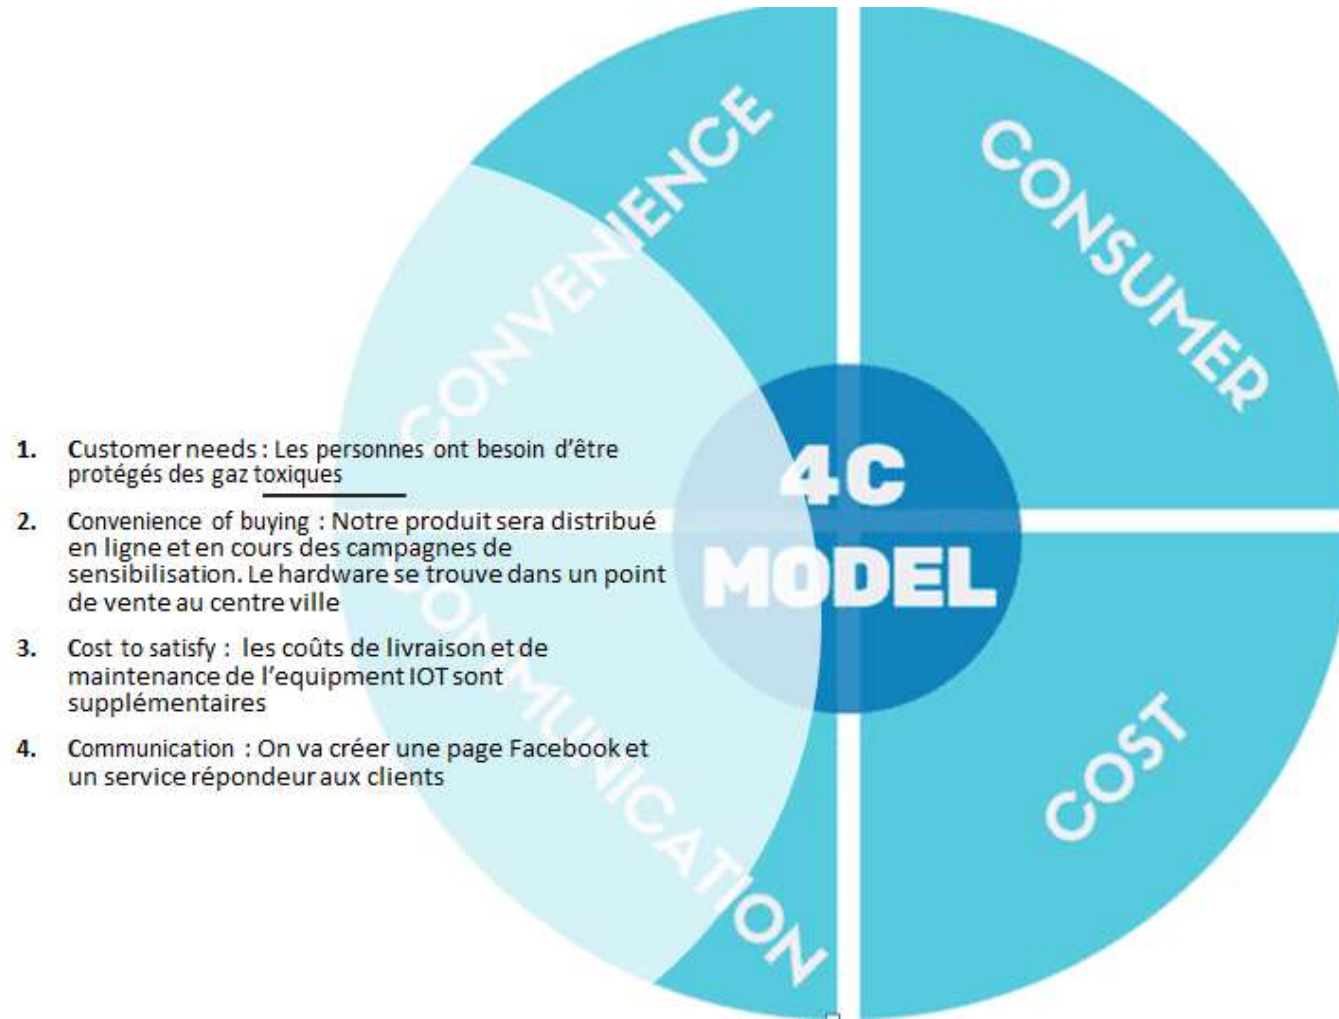 CONVENIENCE
CONSUMER
4C
MODEL
1. Customer needs : Les personnes ont besoin d'être
protégés des gaz toxiques
2. Convenience of buying : Notre produit sera distribué
en ligne et en cours des campagnes de
sensibilisation. Le hardware se trouve dans un point
de vente au centre ville
3. Cost to satisfy : les coûts de livraison et de
maintenance de l'equipment IOT sont
supplémentaires
4. Communication : On va créer une page Facebook et
un service répondeur aux clients
COMMUNICATION
COST